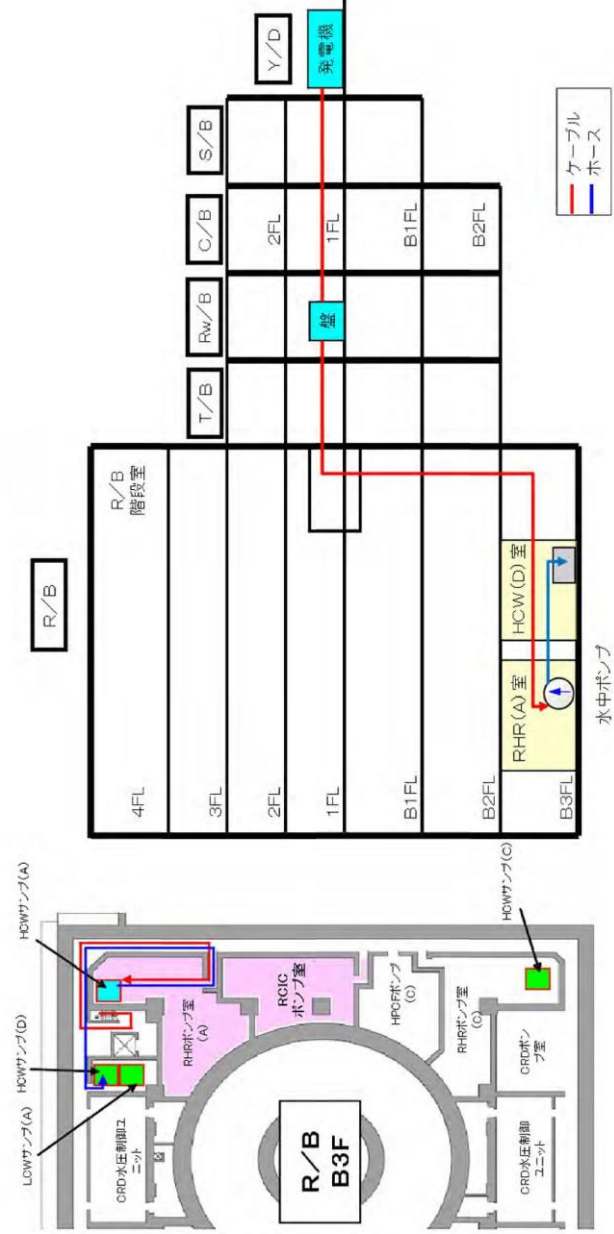 R/B
T/B
Rw/B
C/B
S/B
Y/D
R/B
階段室
4FL
3FL
2FL
1FL
B1FL
B2FL
B3FL
2FL
1FL
B1FL
B2FL
盤
発電機
RHR(A)室
HCW(D)室
水中ポンプ
ケーブル
ホース
LCWサンプ(A)
HCWサンプ(D)
HCWサンプ(A)
HCWサンプ(C)
CRD水圧制御ユ
ニット
RHRポンプ室
(A)
RCIC
ポンプ室
HPCFポンプ
(C)
RHRポンプ室
(C)
CRDポン
プ室
CRD水圧制御
ユニット
R/B
B3F